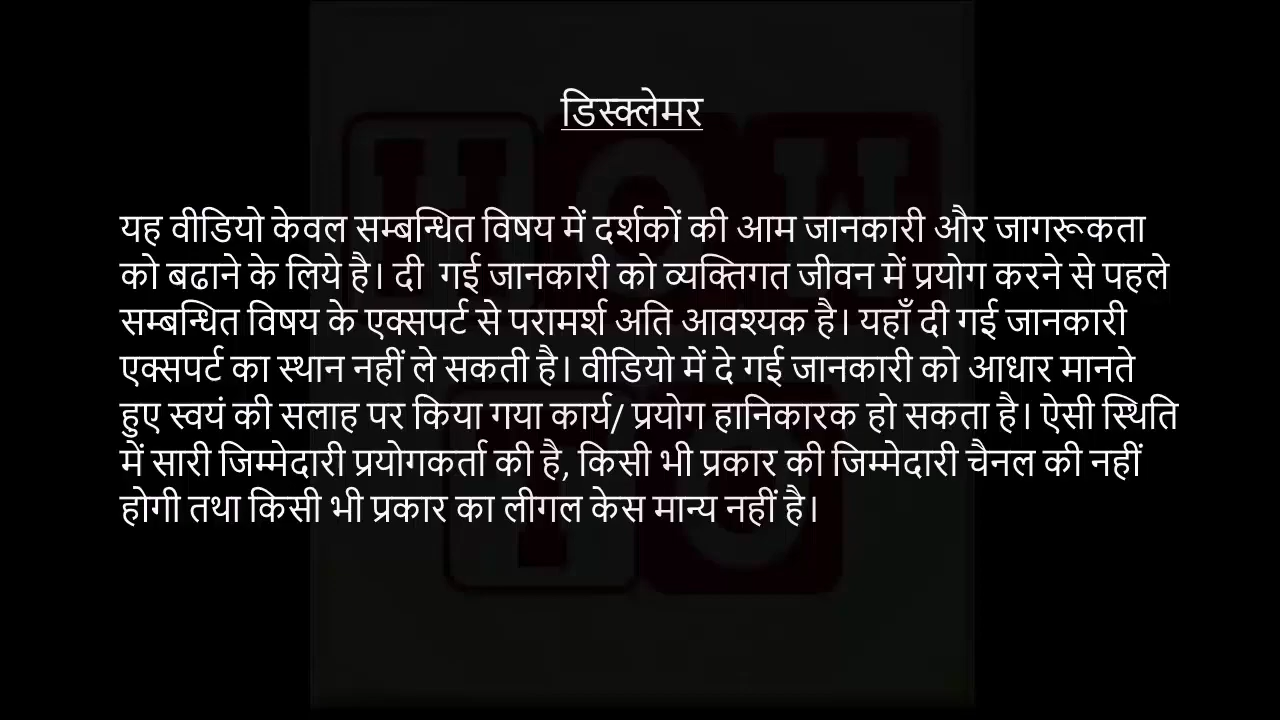 डिस्क्लेमर
यह वीडियो केवल सम्बन्धित विषय में दर्शकों की आम जानकारी और जागरूकता
को बढाने के लिये है। दी  गई जानकारी को व्यक्तिगत जीवन में प्रयोग करने से पहले
सम्बन्धित विषय के एक्सपर्ट से परामर्श अति आवश्यक है। यहाँ दी गई जानकारी
एक्सपर्ट का स्थान नहीं ले सकती है। वीडियो में दे गई जानकारी को आधार मानते
हुए स्वयं की सलाह पर किया गया कार्य/ प्रयोग हानिकारक हो सकता है। ऐसी स्थिति
में सारी जिम्मेदारी प्रयोगकर्ता की है, किसी भी प्रकार की जिम्मेदारी चैनल की नहीं
होगी तथा किसी भी प्रकार का लीगल केस मान्य नहीं है।
HOW
TO